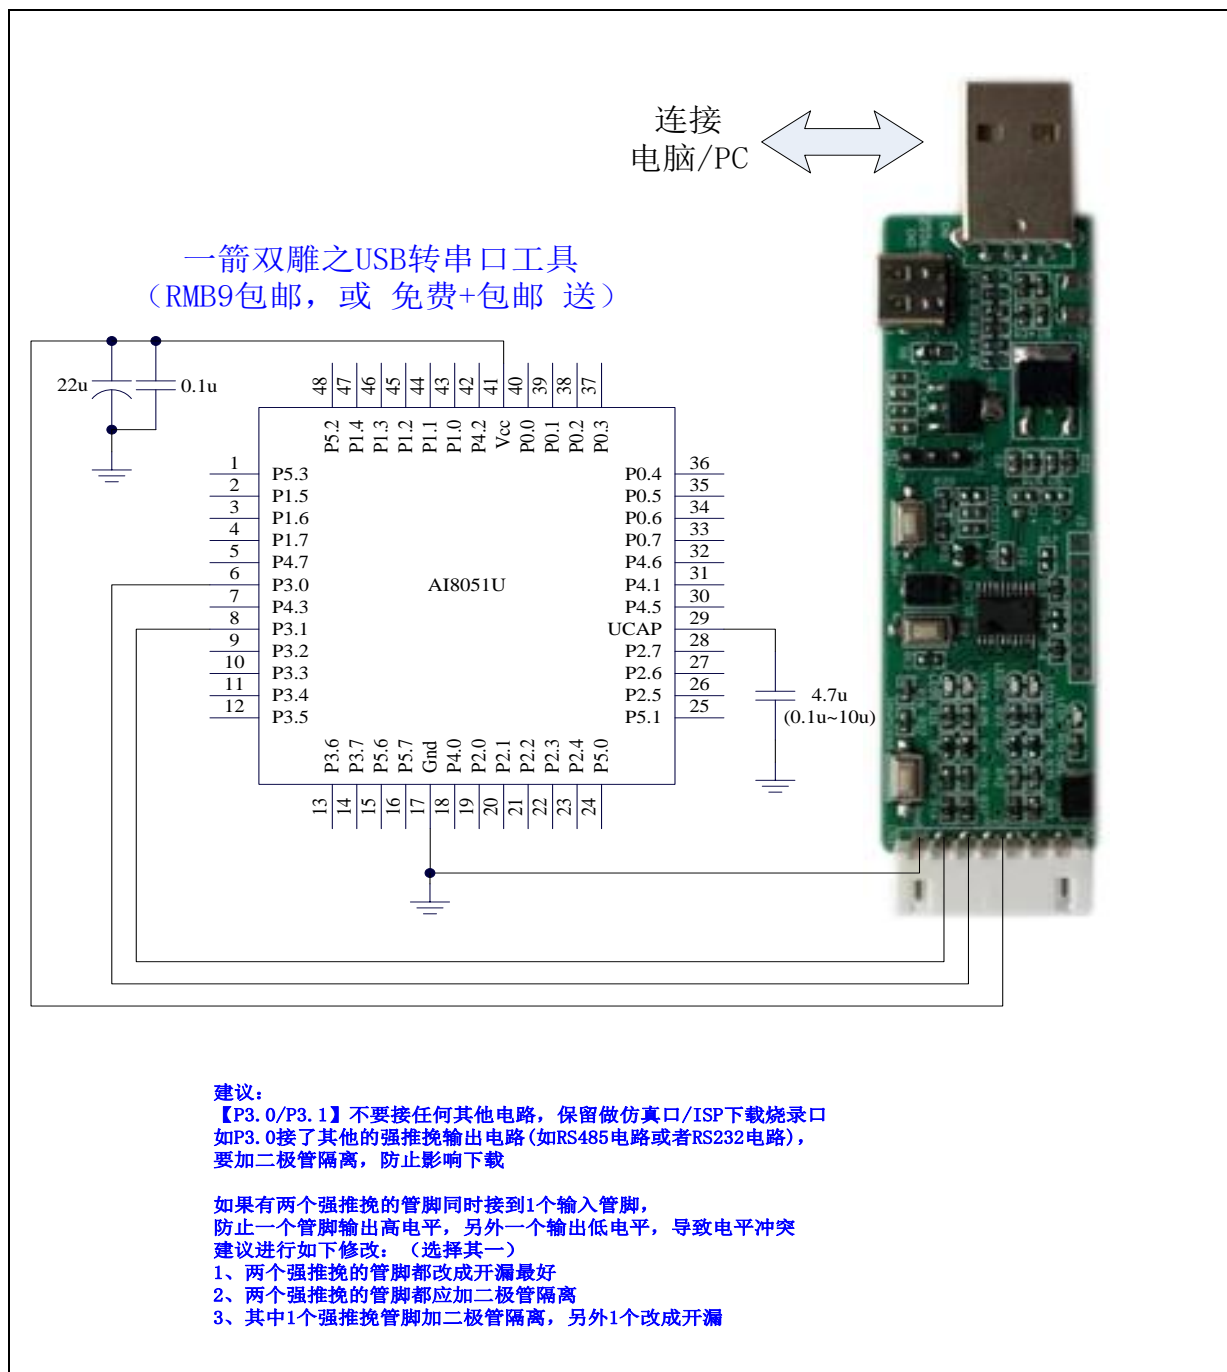 连接
电脑/PC
一箭双雕之USB转串口工具
（RMB9包邮，或 免费+包邮 送）
22u
0.1u
48
47
46
45
44
43
42
41
40
39
38
37
P5.2
P1.4
P1.3
P1.2
P1.1
P1.0
P4.2
Vcc
P0.0
P0.1
P0.2
P0.3
1 P5.3
2 P1.5
3 P1.6
4 P1.7
5 P4.7
6 P3.0
7 P4.3
8 P3.1
9 P3.2
10 P3.3
11 P3.4
12 P3.5
AI8051U
P0.4 36
P0.5 35
P0.6 34
P0.7 33
P4.6 32
P4.1 31
P4.5 30
UCAP 29
P2.7 28
P2.6 27
P2.5 26
P5.1 25
4.7u
(0.1u~10u)
P3.6
P3.7
P5.6
P5.7
Gnd
P4.0
P2.0
P2.1
P2.2
P2.3
P2.4
P5.0
13
14
15
16
17
18
19
20
21
22
23
24
建议：
【P3.0/P3.1】不要接任何其他电路，保留做仿真口/ISP下载烧录口
如P3.0接了其他的强推挽输出电路(如RS485电路或者RS232电路)，
要加二极管隔离，防止影响下载
如果有两个强推挽的管脚同时接到1个输入管脚，
防止一个管脚输出高电平，另外一个输出低电平，导致电平冲突
建议进行如下修改：（选择其一）
1、两个强推挽的管脚都改成开漏最好
2、两个强推挽的管脚都应加二极管隔离
3、其中1个强推挽管脚加二极管隔离，另外1个改成开漏